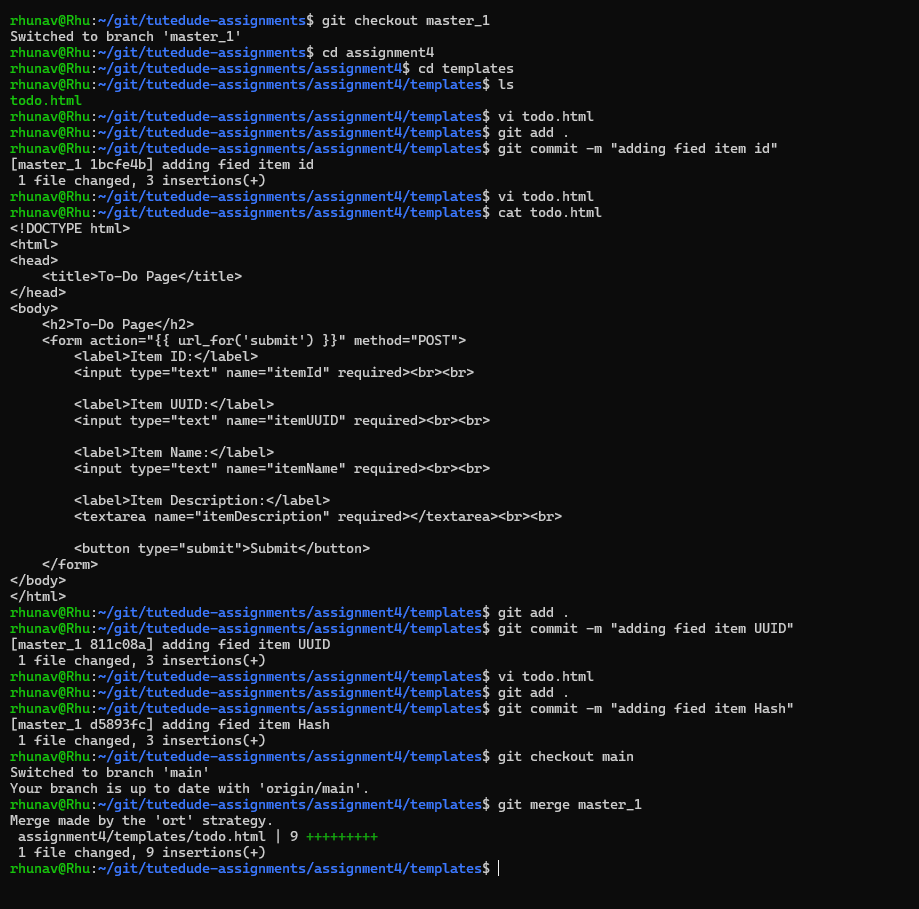 rhunav@Rhu:~/git/tutedude-assignments$ git checkout master_1
Switched to branch 'master_1'
rhunav@Rhu:~/git/tutedude-assignments$ cd assignment4
rhunav@Rhu:~/git/tutedude-assignments/assignment4$ cd templates
rhunav@Rhu:~/git/tutedude-assignments/assignment4/templates$ ls
todo.html
rhunav@Rhu:~/git/tutedude-assignments/assignment4/templates$ vi todo.html
rhunav@Rhu:~/git/tutedude-assignments/assignment4/templates$ git add .
rhunav@Rhu:~/git/tutedude-assignments/assignment4/templates$ git commit -m "adding fied item id"
[master_1 1bcfe4b] adding fied item id
 1 file changed, 3 insertions(+)
rhunav@Rhu:~/git/tutedude-assignments/assignment4/templates$ vi todo.html
rhunav@Rhu:~/git/tutedude-assignments/assignment4/templates$ cat todo.html
<!DOCTYPE html>
<html>
<head>
    <title>To-Do Page</title>
</head>
<body>
    <h2>To-Do Page</h2>
    <form action="{{ url_for('submit') }}" method="POST">
        <label>Item ID:</label>
        <input type="text" name="itemId" required><br><br>

        <label>Item UUID:</label>
        <input type="text" name="itemUUID" required><br><br>

        <label>Item Name:</label>
        <input type="text" name="itemName" required><br><br>

        <label>Item Description:</label>
        <textarea name="itemDescription" required></textarea><br><br>

        <button type="submit">Submit</button>
    </form>
</body>
</html>
rhunav@Rhu:~/git/tutedude-assignments/assignment4/templates$ git add .
rhunav@Rhu:~/git/tutedude-assignments/assignment4/templates$ git commit -m "adding fied item UUID"
[master_1 811c08a] adding fied item UUID
 1 file changed, 3 insertions(+)
rhunav@Rhu:~/git/tutedude-assignments/assignment4/templates$ vi todo.html
rhunav@Rhu:~/git/tutedude-assignments/assignment4/templates$ git add .
rhunav@Rhu:~/git/tutedude-assignments/assignment4/templates$ git commit -m "adding fied item Hash"
[master_1 d5893fc] adding fied item Hash
 1 file changed, 3 insertions(+)
rhunav@Rhu:~/git/tutedude-assignments/assignment4/templates$ git checkout main
Switched to branch 'main'
Your branch is up to date with 'origin/main'.
rhunav@Rhu:~/git/tutedude-assignments/assignment4/templates$ git merge master_1
Merge made by the 'ort' strategy.
 assignment4/templates/todo.html | 9 +++++++++
 1 file changed, 9 insertions(+)
rhunav@Rhu:~/git/tutedude-assignments/assignment4/templates$